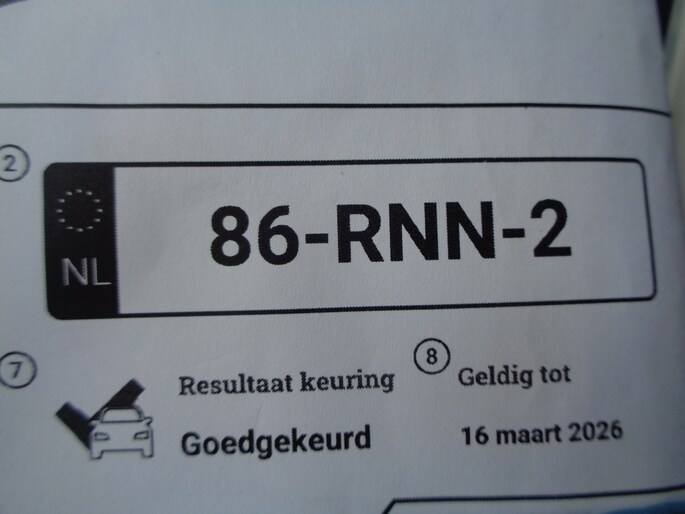 2
NL
86-RNN-2
7
Resultaat keuring
8
Geldig tot
Goedgekeurd
16 maart 2026